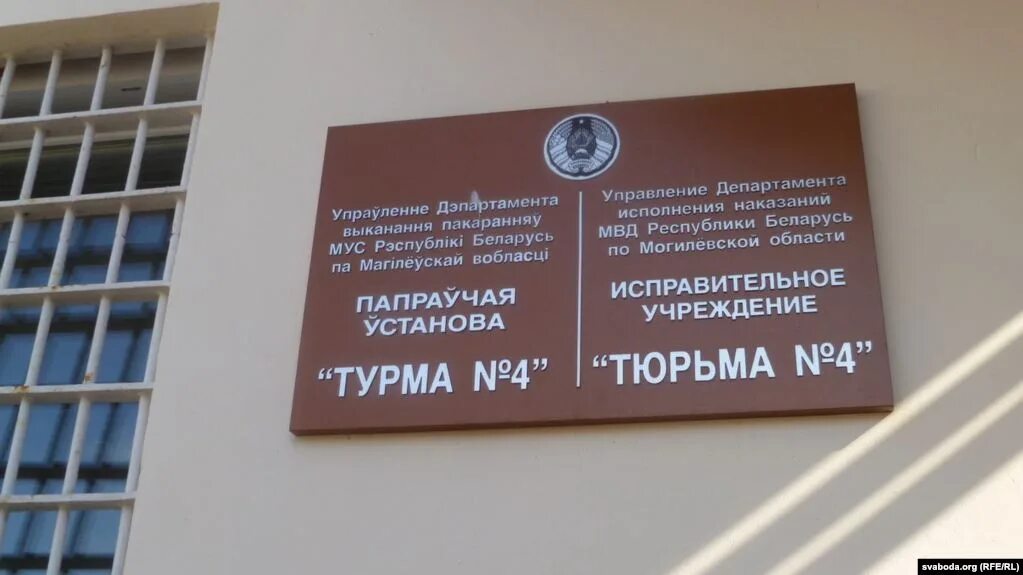 Упраўленне Дэпартамента
выканання пакаранняў
МУС Рэспублікі Беларусь
па Магілёўскай вобласці
ПАПРАЎЧАЯ
ЎСТАНОВА
“ТУРМА №4”
Управление Департамента
исполнения наказаний
МВД Республики Беларусь
по Могилёвской области
ИСПРАВИТЕЛЬНОЕ
УЧРЕЖДЕНИЕ
“ТЮРЬМА №4”
svaboda.org (RFE/RL)